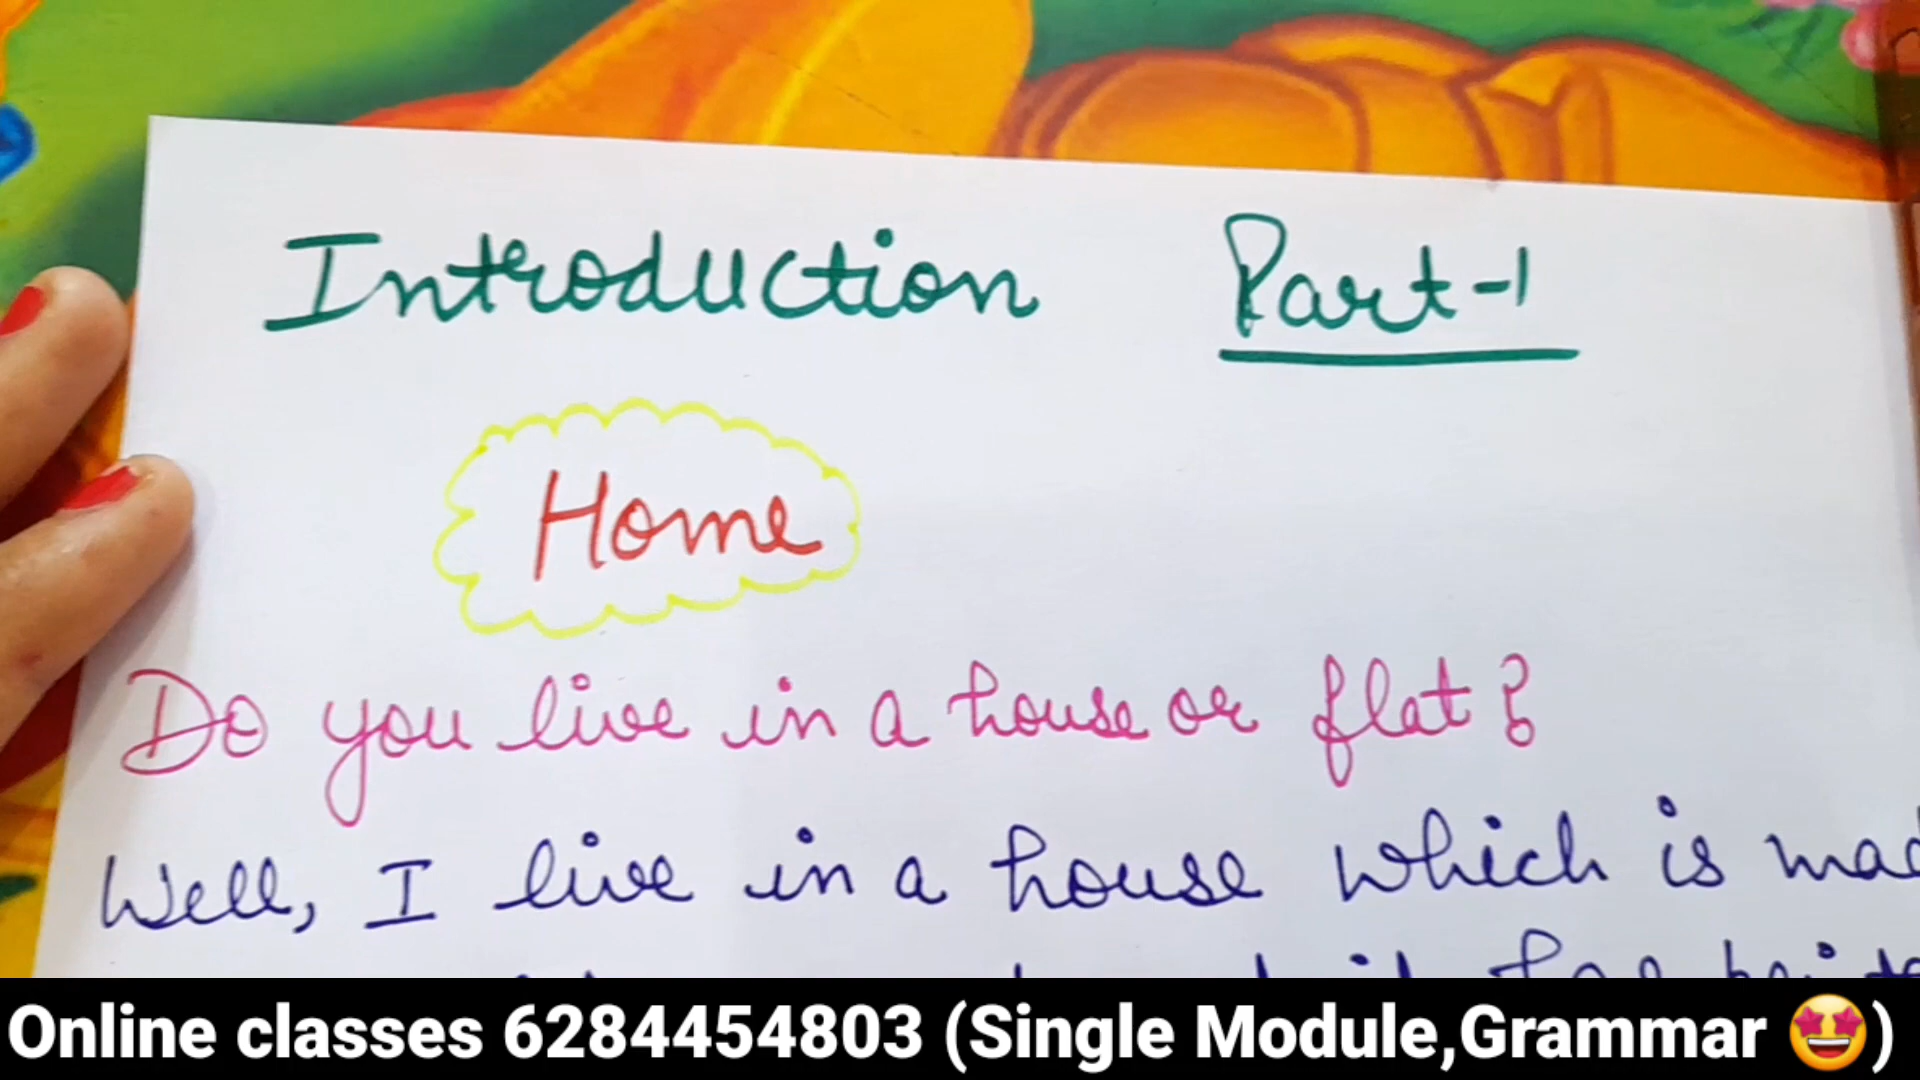 Introduction Part-1
Home
Do you live in a house or flat?
Well, I live in a house which is
Online classes 6284454803 (Single Module,Grammar 🤩)